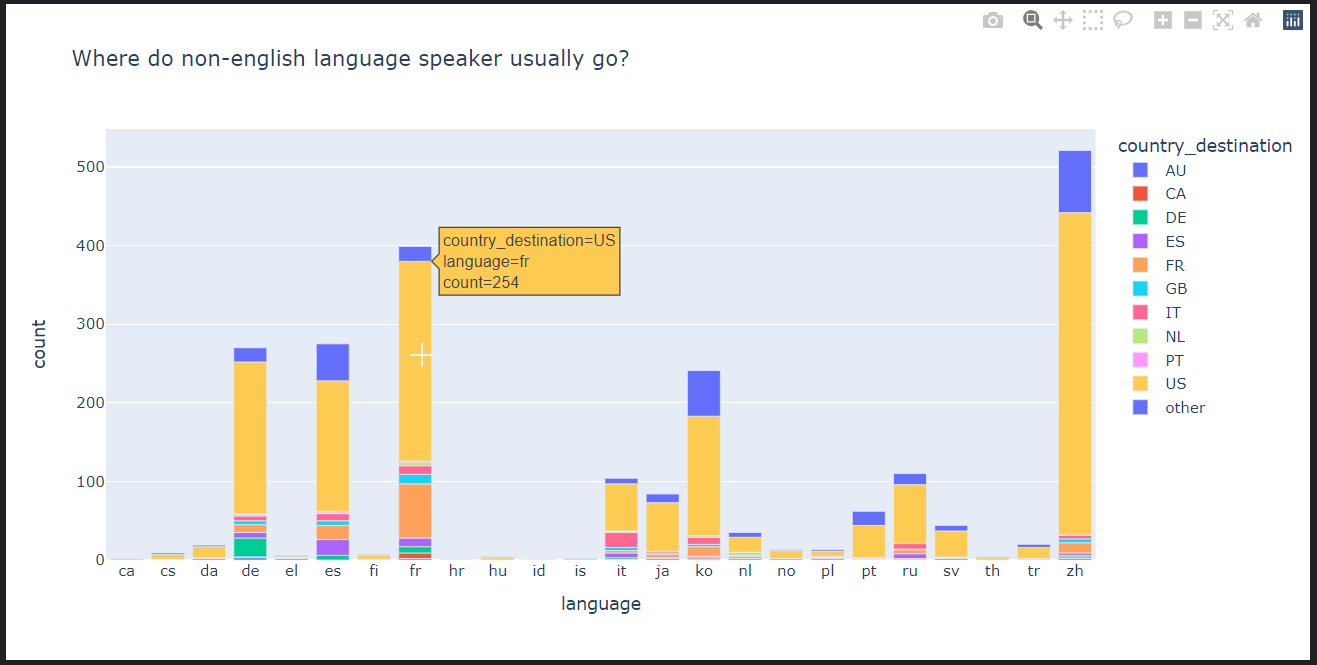 Where do non-english language speaker usually go?
500
400
300
200
100
0
count
country_destination=US
language=fr
count=254
ca cs da de el es fi fr hr hu id is it ja ko nl no pl pt ru sv th tr zh
language
country_destination
AU
CA
DE
ES
FR
GB
IT
NL
PT
US
other